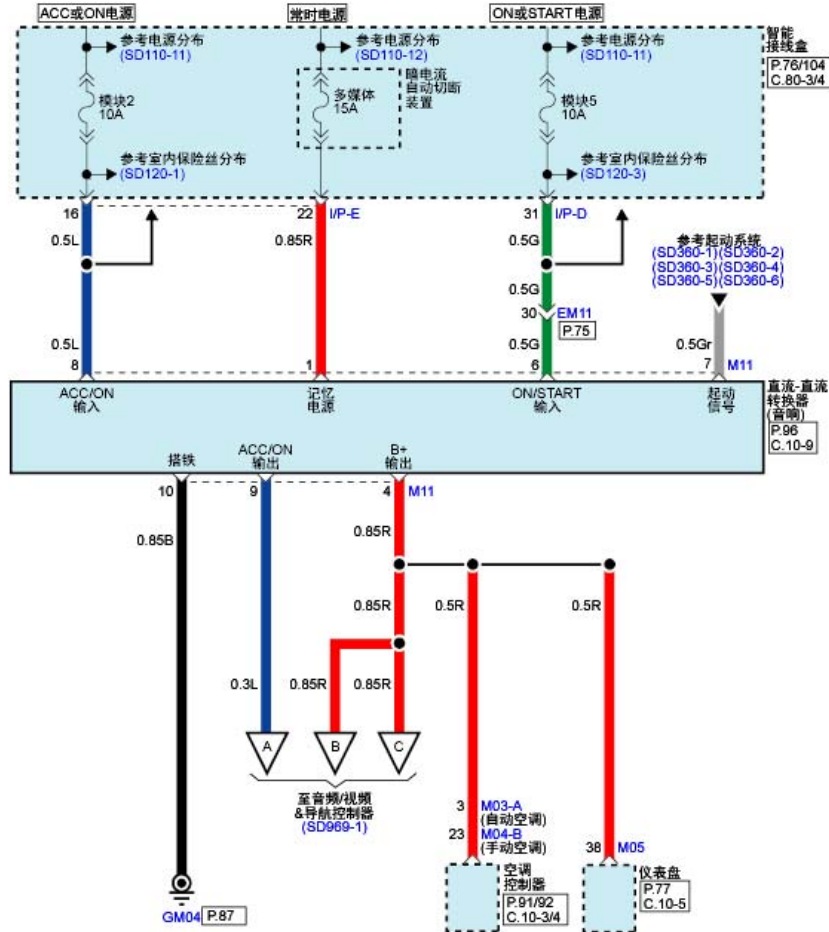 ACC或ON电源
常时电源
ON或START电源
参考电源分布
(SD110-11)
参考电源分布
(SD110-12)
参考电源分布
(SD110-11)
智能
接线盒
P.76/104
C.80-3/4
模块2
10A
多媒体
15A
自动切断
装置
模块5
10A
参考室内保险丝分布
(SD120-1)
参考室内保险丝分布
(SD120-3)
16
22
I/P-E
31
I/P-D
0.5L
0.85R
0.5G
参考起动系统
(SD360-1)(SD360-2)
(SD360-3)(SD360-4)
(SD360-5)(SD360-6)
0.5G
30
EM11
P.75
0.5L
0.5G
0.5Gr
8
1
6
7
M11
ACC/ON
输入
记忆
电源
ON/START
输入
起动
信号
直流-直流
转换器
(音响)
P.96
C.10-9
搭铁
ACC/ON
输出
B+
输出
10
9
4
M11
0.85B
0.85R
0.85R
0.5R
0.5R
0.3L
0.85R
0.85R
A
B
C
至音频/视频
&导航控制器
(SD969-1)
3
M03-A
(自动空调)
23
M04-B
(手动空调)
38
M05
空调
控制器
P.91/92
C.10-3/4
仪表盘
P.77
C.10-5
GM04
P.87